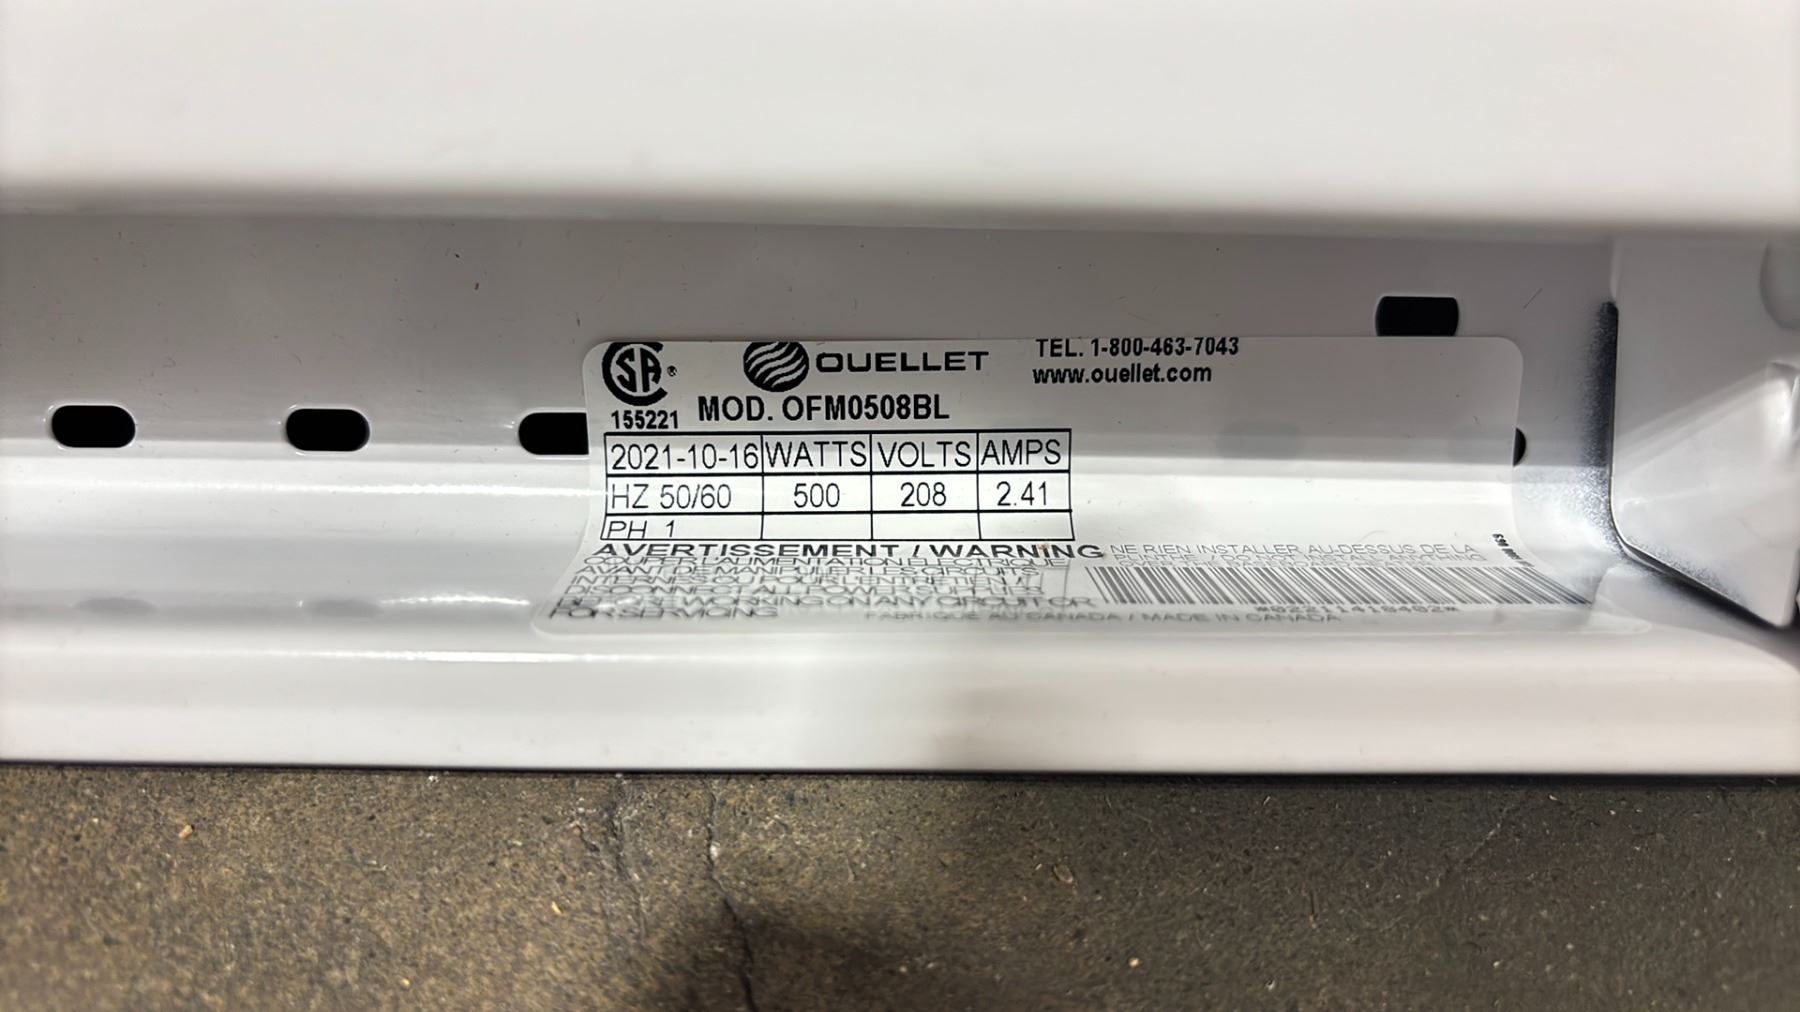 CSA®
155221
OUELLET
TEL. 1-800-463-7043
www.ouellet.com
MOD. OFM0508BL
2021-10-16 WATTS VOLTS AMPS
HZ 50/60 500 208 2.41
PH 1
AVERTISSEMENT / WARNING
COUPER L'ALIMENTATION ÉLECTRIQUE
AVANT DE MANIPULER LES CIRCUITS
INTERNES OU POUR L'ENTRETIEN /
DISCONNECT ALL POWER SUPPLIES
BEFORE WORKING ON ANY CIRCUIT OR
FOR SERVICING
NE RIEN INSTALLER AU-DESSUS DE LA
*022111418402*
FABRIQUÉ AU CANADA / MADE IN CANADA